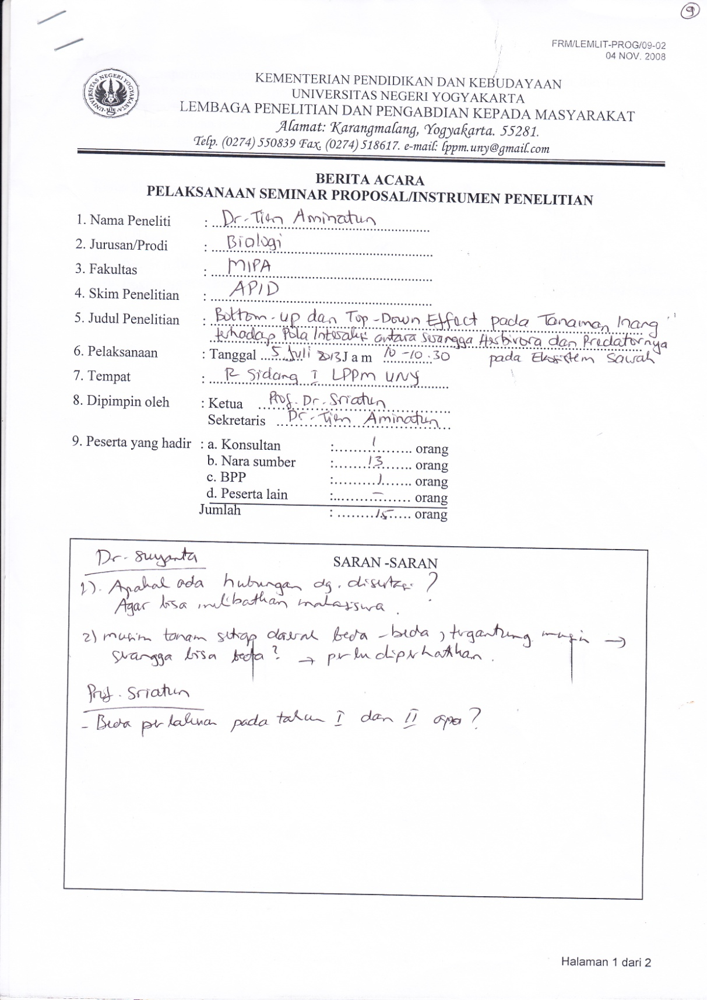 9
FRM/LEMLIT-PROG/09-02
04 NOV. 2008
UNIVERSITAS NEGERI YOGYAKARTA
UNY
KEMENTERIAN PENDIDIKAN DAN KEBUDAYAAN
UNIVERSITAS NEGERI YOGYAKARTA
LEMBAGA PENELITIAN DAN PENGABDIAN KEPADA MASYARAKAT
Alamat: Karangmalang, Yogyakarta. 55281.
Telp. (0274) 550839 Fax. (0274) 518617. e-mail: lppm.uny@gmail.com
BERITA ACARA
PELAKSANAAN SEMINAR PROPOSAL/INSTRUMEN PENELITIAN
1. Nama Peneliti : Dr. Tien Aminatun
2. Jurusan/Prodi : Biologi
3. Fakultas : MIPA
4. Skim Penelitian : APID
5. Judul Penelitian : Bottom-up dan Top-Down Effect pada Tanaman Inang
terhadap Pola Interaksi antara Serangga Herbivora dan Predatornya
pada Ekosistem Sawah
6. Pelaksanaan : Tanggal 5 Juli 2013 Jam 10 - 10.30
7. Tempat : R Sidang I LPPM UNY
8. Dipimpin oleh : Ketua Prof. Dr. Sriatun
Sekretaris Dr. Tien Aminatun
9. Peserta yang hadir : a. Konsultan : 1 orang
b. Nara sumber : 13 orang
c. BPP : 1 orang
d. Peserta lain : - orang
Jumlah : 15 orang
SARAN -SARAN
Dr. Suyanta
1). Apakah ada hubungan dg. disertasi ?
Agar bisa melibatkan mahasiswa.
2) musim tanam setiap daerah beda-beda, tergantung musim →
serangga bisa beda? → perlu diperhatikan.
Prof. Sriatun
- Beda perlakuan pada tahun I dan II apa?
Halaman 1 dari 2